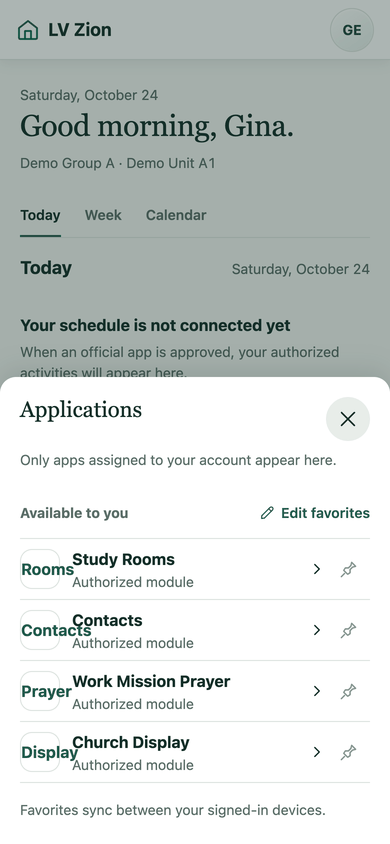 LV Zion
GE
Saturday, October 24
Good morning, Gina.
Demo Group A · Demo Unit A1
Today
Week
Calendar
Today
Saturday, October 24
Your schedule is not connected yet
When an official app is approved, your authorized
activities will appear here.
Applications
Only apps assigned to your account appear here.
Available to you
Edit favorites
Rooms
Study Rooms
Authorized module
Contacts
Contacts
Authorized module
Prayer
Work Mission Prayer
Authorized module
Display
Church Display
Authorized module
Favorites sync between your signed-in devices.